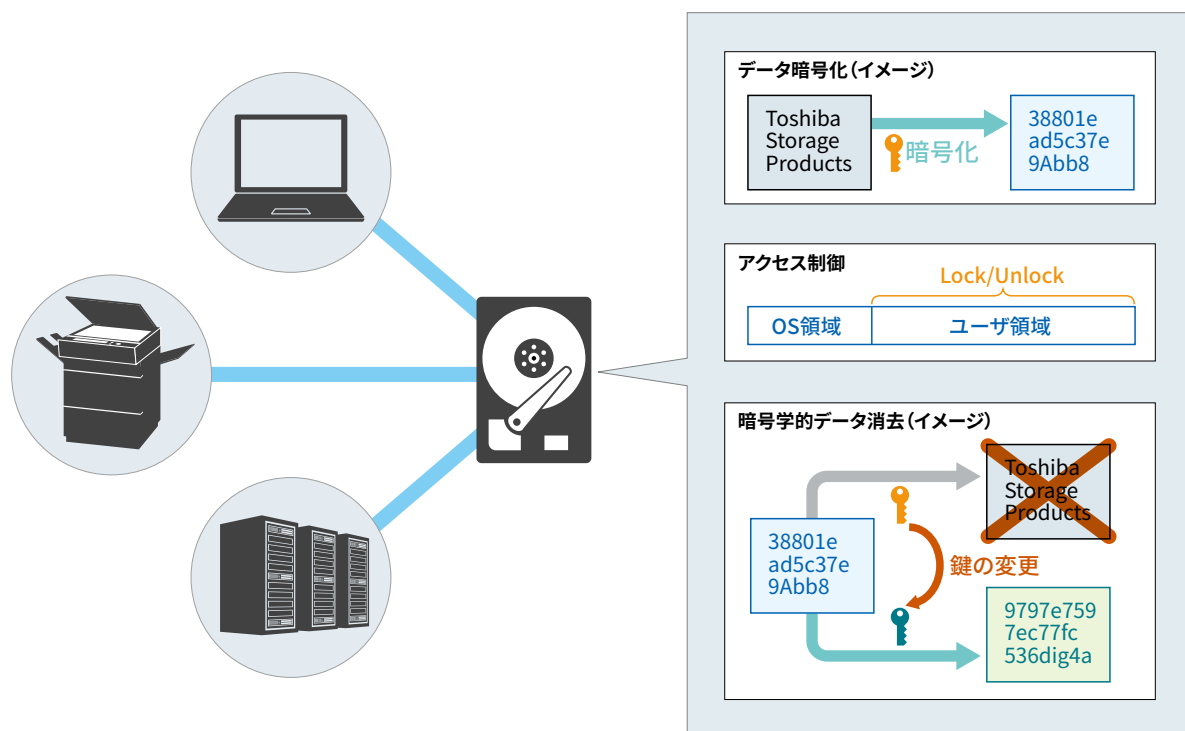 データ暗号化（イメージ）
Toshiba
Storage
Products
暗号化
38801e
ad5c37e
9Abb8
アクセス制御
Lock/Unlock
OS領域
ユーザ領域
暗号学的データ消去（イメージ）
Toshiba
Storage
Products
38801e
ad5c37e
9Abb8
鍵の変更
9797e759
7ec77fc
536dig4a